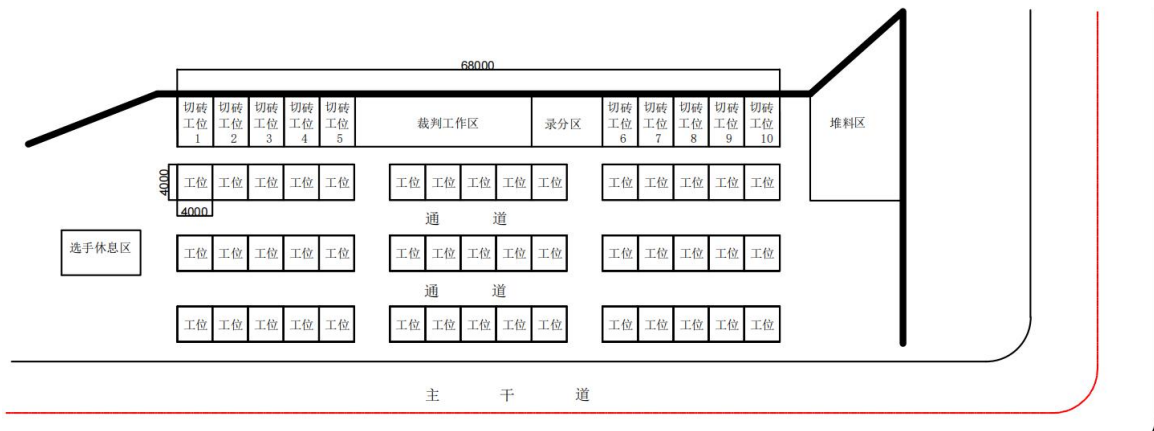 68000
切砖工位1 切砖工位2 切砖工位3 切砖工位4 切砖工位5 裁判工作区 录分区 切砖工位6 切砖工位7 切砖工位8 切砖工位9 切砖工位10 堆料区
4000 工位 工位 工位 工位 工位 工位 工位 工位 工位 工位 工位 工位 工位 工位 工位
4000
通 道
选手休息区 工位 工位 工位 工位 工位 工位 工位 工位 工位 工位 工位 工位 工位 工位 工位
通 道
工位 工位 工位 工位 工位 工位 工位 工位 工位 工位 工位 工位 工位 工位 工位
主 干 道